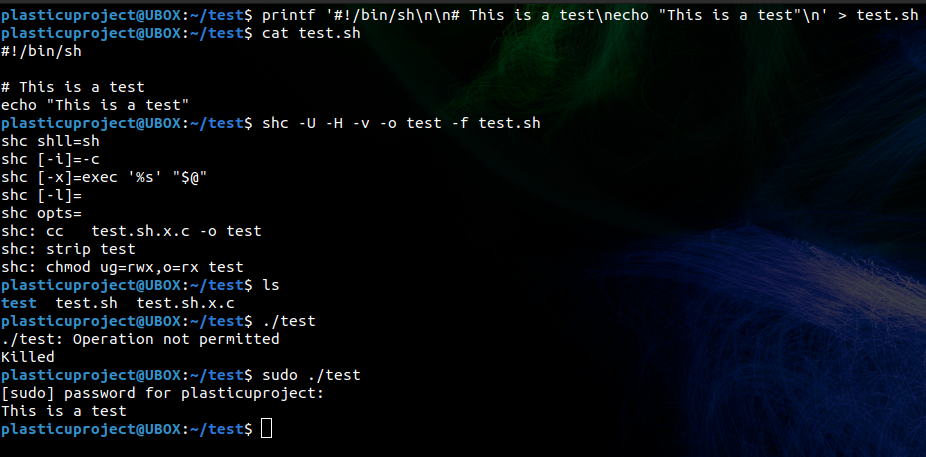 plasticuproject@UBOX:~/test$ printf '#!/bin/sh\n\n# This is a test\necho "This is a test"\n' > test.sh
plasticuproject@UBOX:~/test$ cat test.sh
#!/bin/sh

# This is a test
echo "This is a test"
plasticuproject@UBOX:~/test$ shc -U -H -v -o test -f test.sh
shc shll=sh
shc [-i]=-c
shc [-x]=exec '%s' "$@"
shc [-l]=
shc opts=
shc: cc   test.sh.x.c -o test
shc: strip test
shc: chmod ug=rwx,o=rx test
plasticuproject@UBOX:~/test$ ls
test  test.sh  test.sh.x.c
plasticuproject@UBOX:~/test$ ./test
./test: Operation not permitted
Killed
plasticuproject@UBOX:~/test$ sudo ./test
[sudo] password for plasticuproject:
This is a test
plasticuproject@UBOX:~/test$